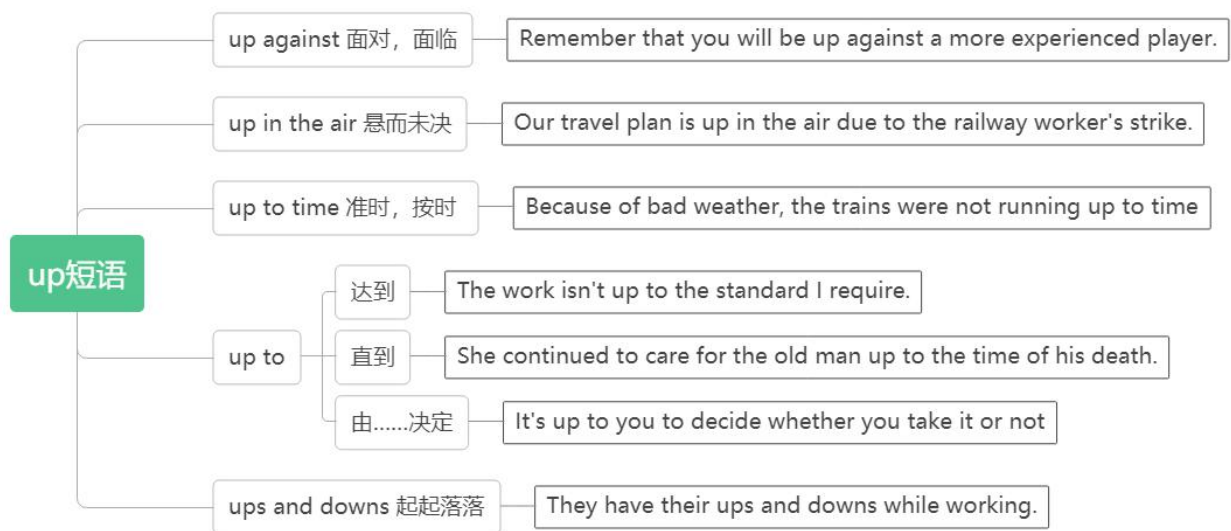 up短语
up against 面对，面临
Remember that you will be up against a more experienced player.
up in the air 悬而未决
Our travel plan is up in the air due to the railway worker's strike.
up to time 准时，按时
Because of bad weather, the trains were not running up to time
up to
达到
The work isn't up to the standard I require.
直到
She continued to care for the old man up to the time of his death.
由……决定
It's up to you to decide whether you take it or not
ups and downs 起起落落
They have their ups and downs while working.